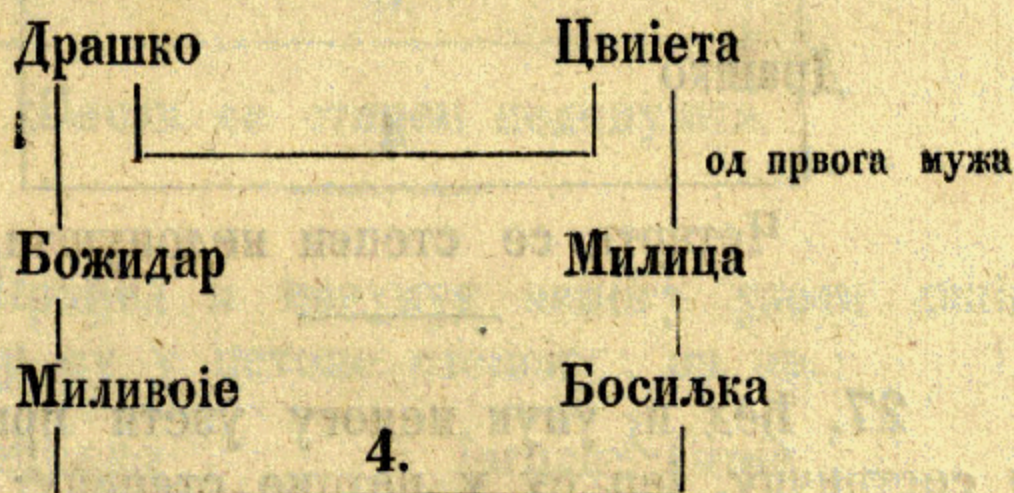 Драшко Цвиіета
од првога мужа
Божидар Милица
Миливоіе Босиљка
4.